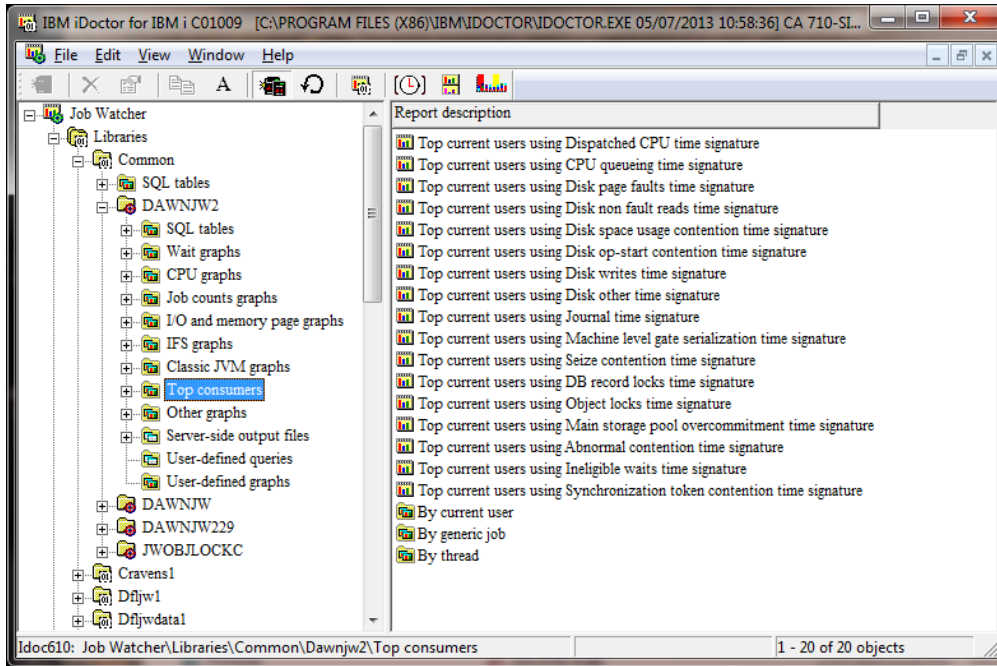 IBM iDoctor for IBM i C01009 [C:\PROGRAM FILES (X86)\IBM\IDOCTOR\IDOCTOR.EXE 05/07/2013 10:58:36] CA 710-SI...
File Edit View Window Help
A
Job Watcher
Libraries
Common
SQL tables
DAWNJW2
SQL tables
Wait graphs
CPU graphs
Job counts graphs
I/O and memory page graphs
IFS graphs
Classic JVM graphs
Top consumers
Other graphs
Server-side output files
User-defined queries
User-defined graphs
DAWNJW
DAWNJW229
JWOBJLOCKC
Cravens1
Dfljw1
Dfljwdata1
Report description
Top current users using Dispatched CPU time signature
Top current users using CPU queueing time signature
Top current users using Disk page faults time signature
Top current users using Disk non fault reads time signature
Top current users using Disk space usage contention time signature
Top current users using Disk op-start contention time signature
Top current users using Disk writes time signature
Top current users using Disk other time signature
Top current users using Journal time signature
Top current users using Machine level gate serialization time signature
Top current users using Seize contention time signature
Top current users using DB record locks time signature
Top current users using Object locks time signature
Top current users using Main storage pool overcommitment time signature
Top current users using Abnormal contention time signature
Top current users using Ineligible waits time signature
Top current users using Synchronization token contention time signature
By current user
By generic job
By thread
Idoc610: Job Watcher\Libraries\Common\Dawnjw2\Top consumers
1 - 20 of 20 objects